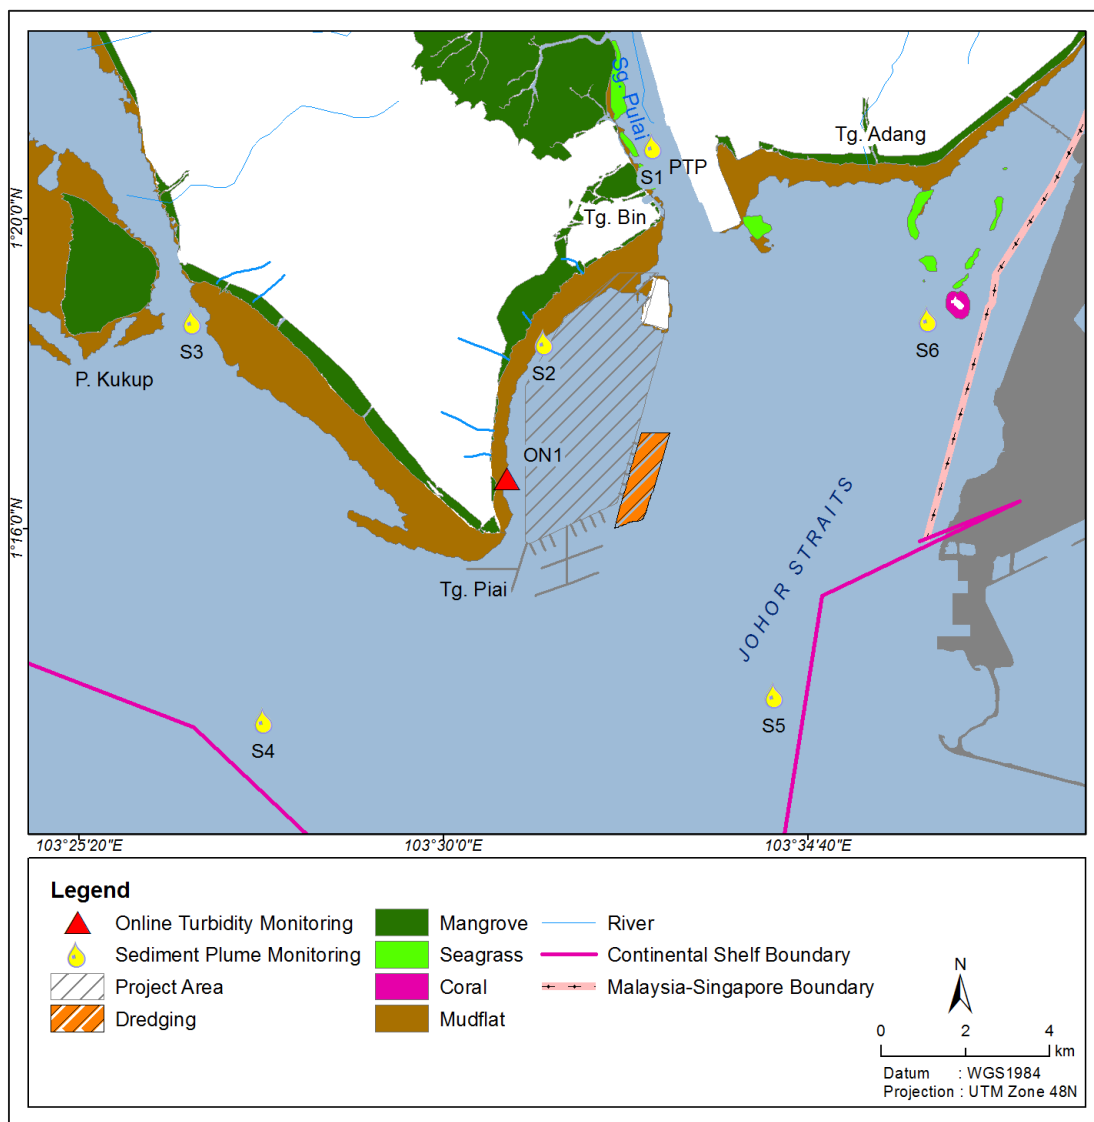 Sg. Pulai
Tg. Adang
S1
PTP
Tg. Bin
1°20'0"N
S3
S2
S6
P. Kukup
ON1
1°16'0"N
Tg. Piai
JOHOR STRAITS
S4
S5
103°25'20"E
103°30'0"E
103°34'40"E
Legend
Online Turbidity Monitoring
Sediment Plume Monitoring
Project Area
Dredging
Mangrove
Seagrass
Coral
Mudflat
River
Continental Shelf Boundary
Malaysia-Singapore Boundary
N
0 2 4
km
Datum : WGS1984
Projection : UTM Zone 48N